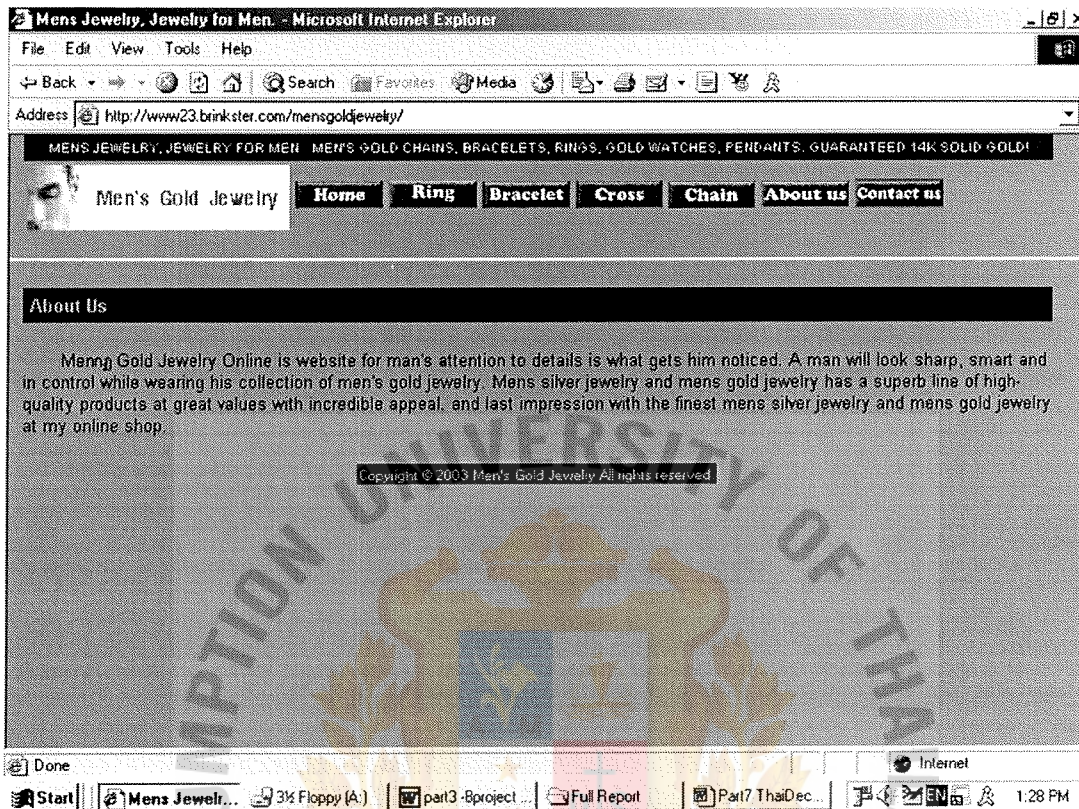 Mens Jewelry, Jewelry for Men. - Microsoft Internet Explorer
File Edit View Tools Help
Back Search Favorites Media
Address http://www23.brinkster.com/mensgoldjewelry/
MENS JEWELRY, JEWELRY FOR MEN MEN'S GOLD CHAINS, BRACELETS, RINGS, GOLD WATCHES, PENDANTS. GUARANTEED 14K SOLID GOLD!
Men's Gold Jewelry Home Ring Bracelet Cross Chain About us Contact us
About Us
Gold Jewelry Online is website for man's attention to details is what gets him noticed. A man will look sharp, smart and
in control while wearing his collection of men's gold jewelry. Mens silver jewelry and mens gold jewelry has a superb line of high-
quality products at great values with incredible appeal, and last impression with the finest mens silver jewelry and mens gold jewelry
at my online shop.
Copyright © 2003 Men's Gold Jewelry All rights reserved
UMPTION UNIVERSITY OF THA
Done Internet
Start Mens Jewelr... 3½ Floppy (A:) part3 -8project ... Full Report Part7 ThaiDec... EN 1:28 PM